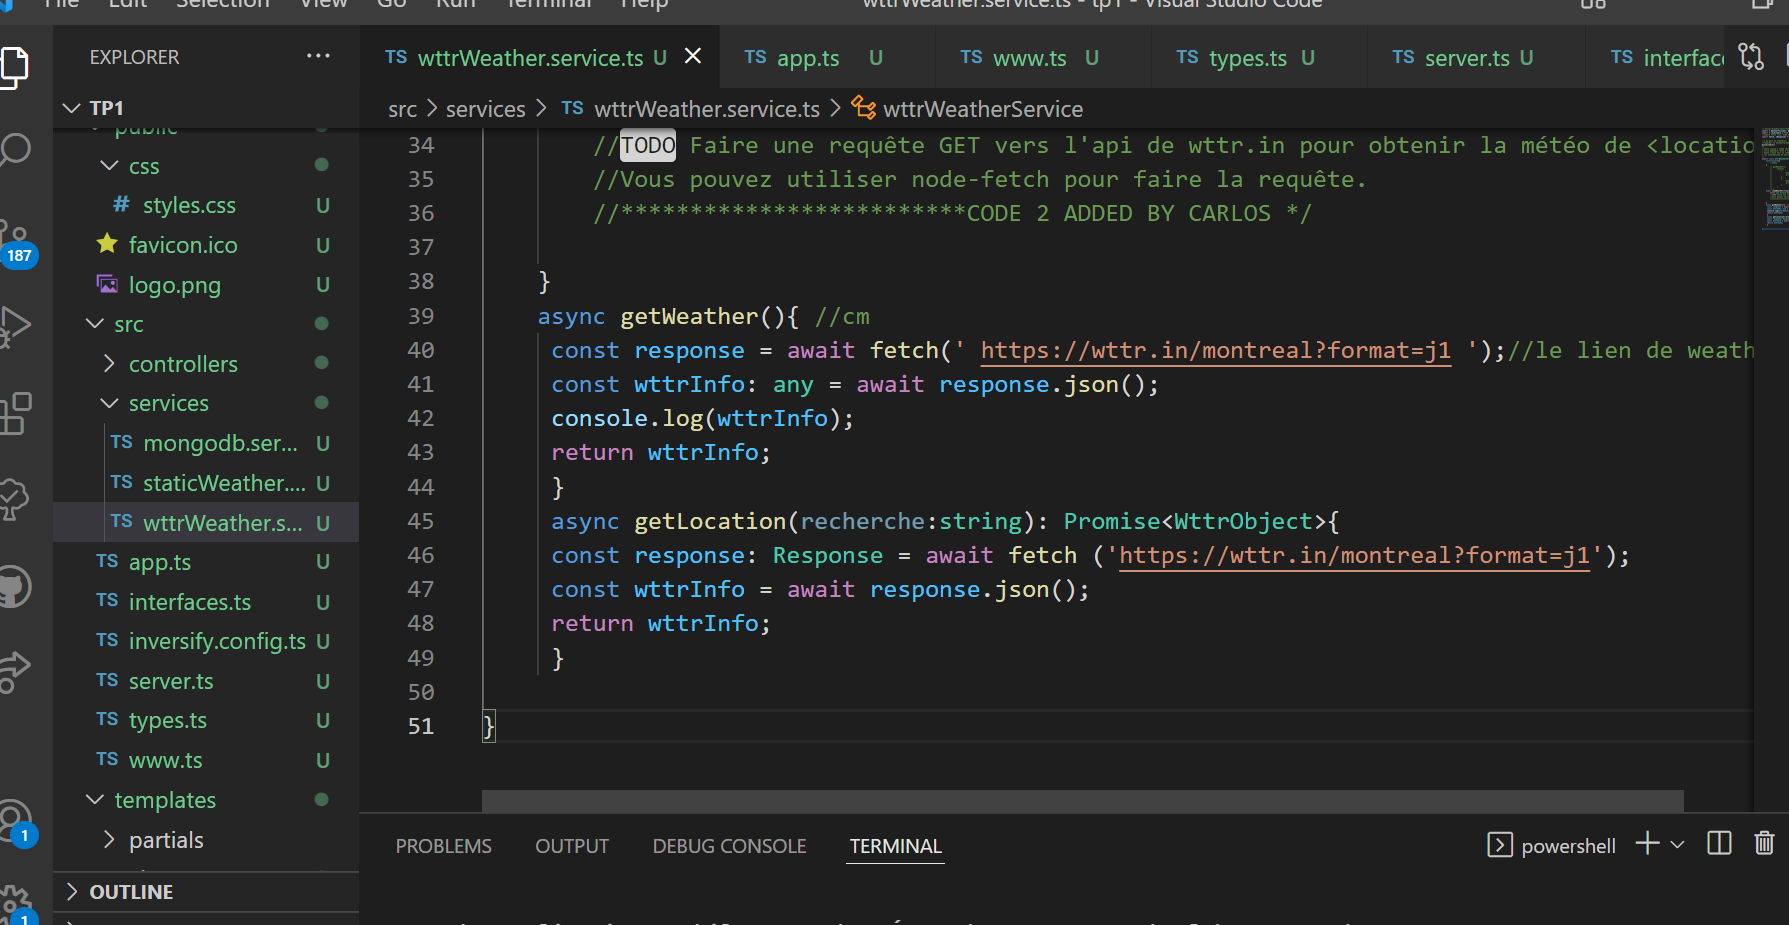 File Edit Selection View Go Run Terminal Help wttrWeather.service.ts - tp1 - Visual Studio Code
EXPLORER ···
TS wttrWeather.service.ts U
TS app.ts U
TS www.ts U
TS types.ts U
TS server.ts U
TS interfac
TP1
src > services > TS wttrWeather.service.ts > wttrWeatherService
public
css
# styles.css U
favicon.ico U
logo.png U
src
controllers
services
TS mongodb.ser... U
TS staticWeather.... U
TS wttrWeather.s... U
TS app.ts U
TS interfaces.ts U
TS inversify.config.ts U
TS server.ts U
TS types.ts U
TS www.ts U
templates
partials
OUTLINE
187
1
1
34 //TODO Faire une requête GET vers l'api de wttr.in pour obtenir la météo de <locatio
35 //Vous pouvez utiliser node-fetch pour faire la requête.
36 //*************************CODE 2 ADDED BY CARLOS */
37
38 }
39 async getWeather(){ //cm
40 const response = await fetch(' https://wttr.in/montreal?format=j1 ');//le lien de weath
41 const wttrInfo: any = await response.json();
42 console.log(wttrInfo);
43 return wttrInfo;
44 }
45 async getLocation(recherche:string): Promise<WttrObject>{
46 const response: Response = await fetch ('https://wttr.in/montreal?format=j1');
47 const wttrInfo = await response.json();
48 return wttrInfo;
49 }
50
51 }
PROBLEMS OUTPUT DEBUG CONSOLE TERMINAL
powershell